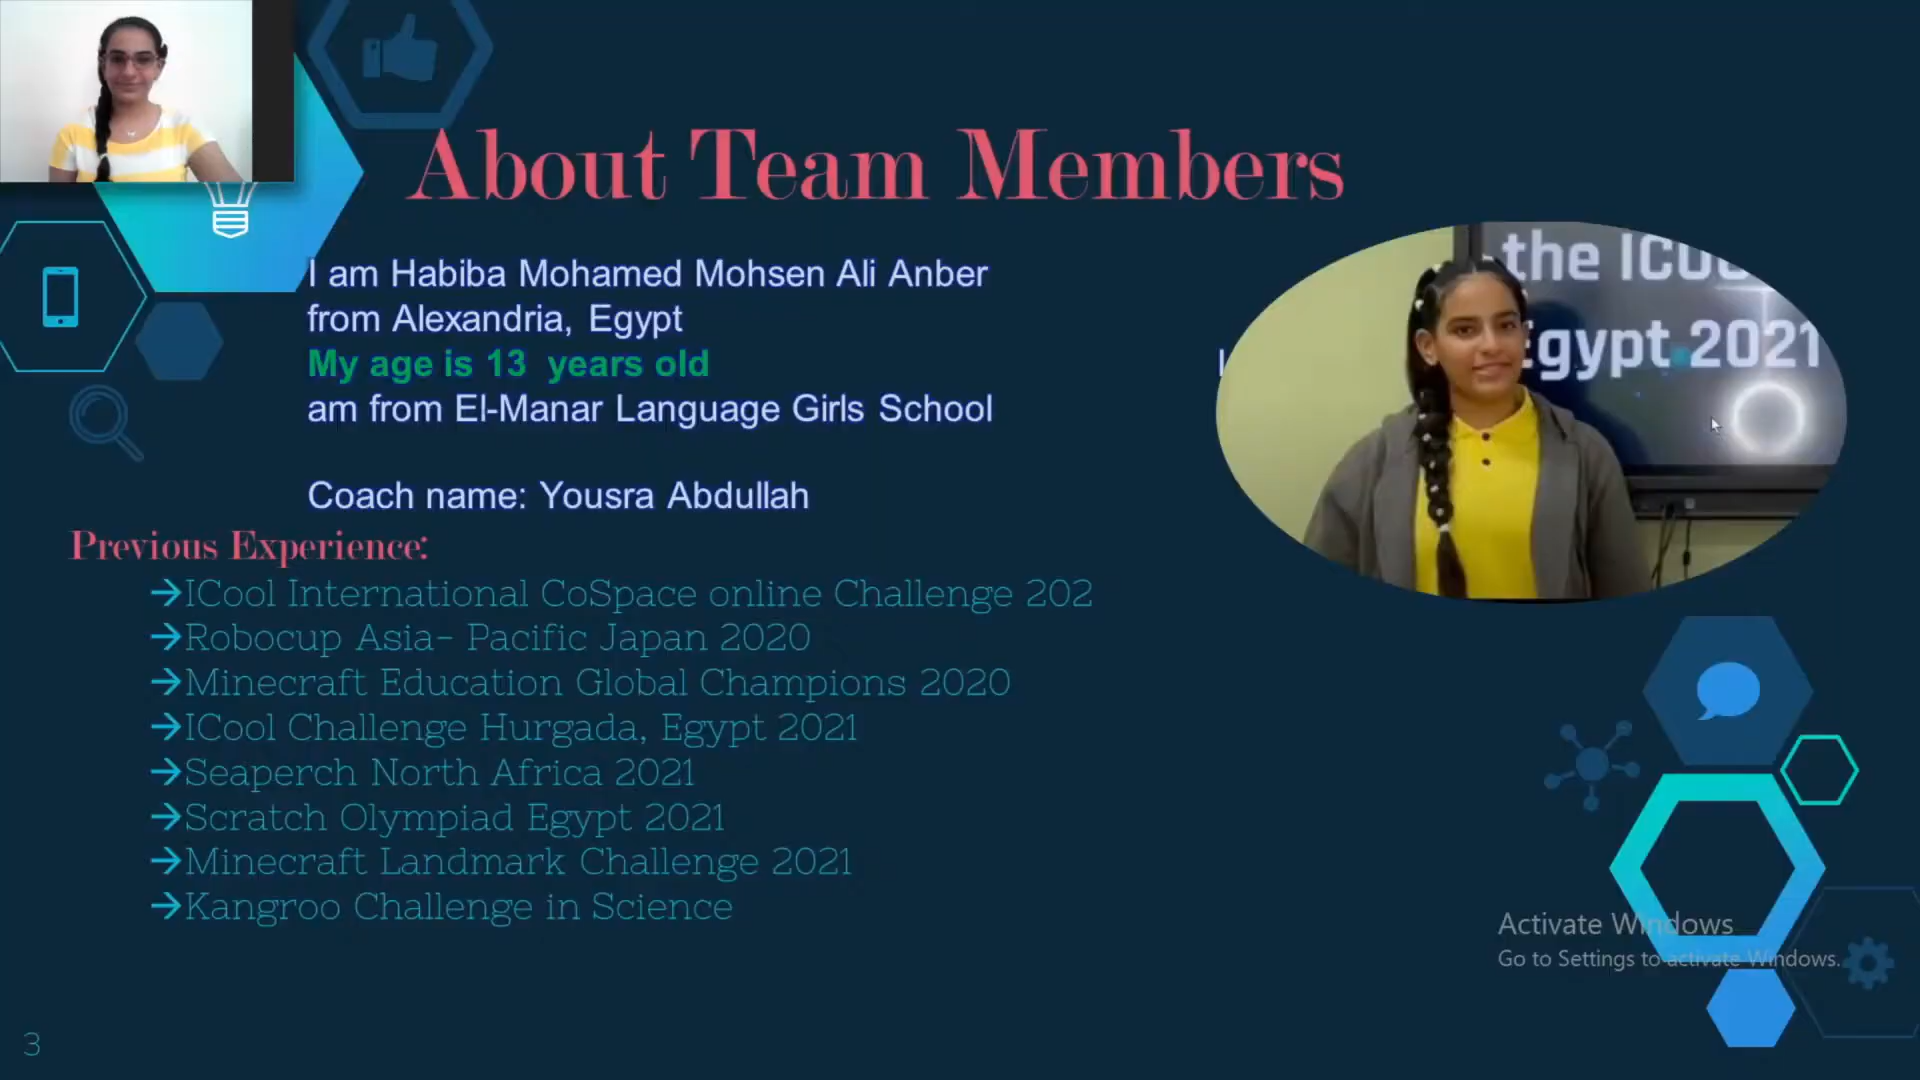 About Team Members
I am Habiba Mohamed Mohsen Ali Anber
from Alexandria, Egypt
My age is 13 years old I
am from El-Manar Language Girls School
Coach name: Yousra Abdullah
the ICoo
Egypt 2021
Previous Experience:
→ICool International CoSpace online Challenge 202
→Robocup Asia- Pacific Japan 2020
→Minecraft Education Global Champions 2020
→ICool Challenge Hurgada, Egypt 2021
→Seaperch North Africa 2021
→Scratch Olympiad Egypt 2021
→Minecraft Landmark Challenge 2021
→Kangroo Challenge in Science
Activate Windows
Go to Settings to activate Windows.
3